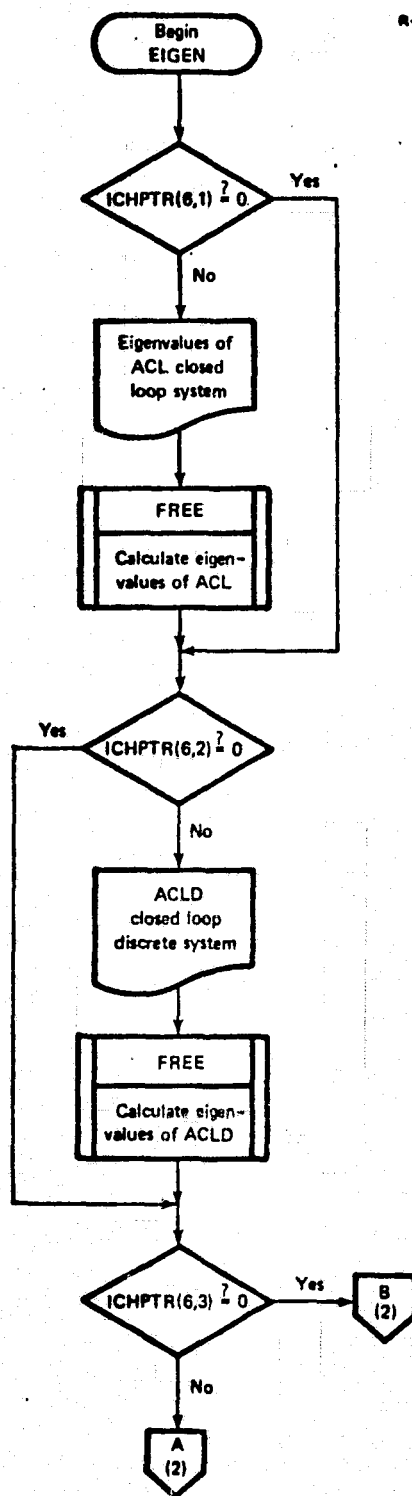 Begin
EIGEN
R-
ICHPTR(6,1) ≟ 0
Yes
No
Eigenvalues of
ACL closed
loop system
FREE
Calculate eigen-
values of ACL
Yes
ICHPTR(6,2) ≟ 0
No
ACLD
closed loop
discrete system
FREE
Calculate eigen-
values of ACLD
ICHPTR(6,3) ≟ 0
Yes
B
(2)
No
A
(2)